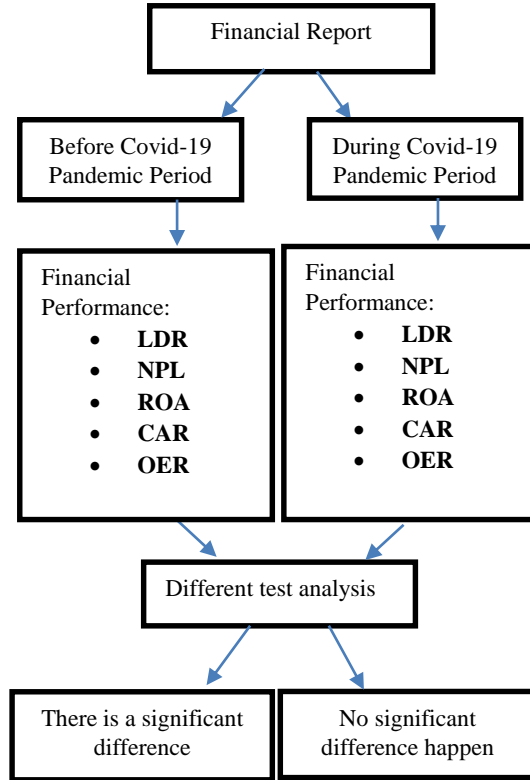 Financial Report
Before Covid-19
Pandemic Period
During Covid-19
Pandemic Period
Financial
Performance:
• LDR
• NPL
• ROA
• CAR
• OER
Financial
Performance:
• LDR
• NPL
• ROA
• CAR
• OER
Different test analysis
There is a significant
difference
No significant
difference happen